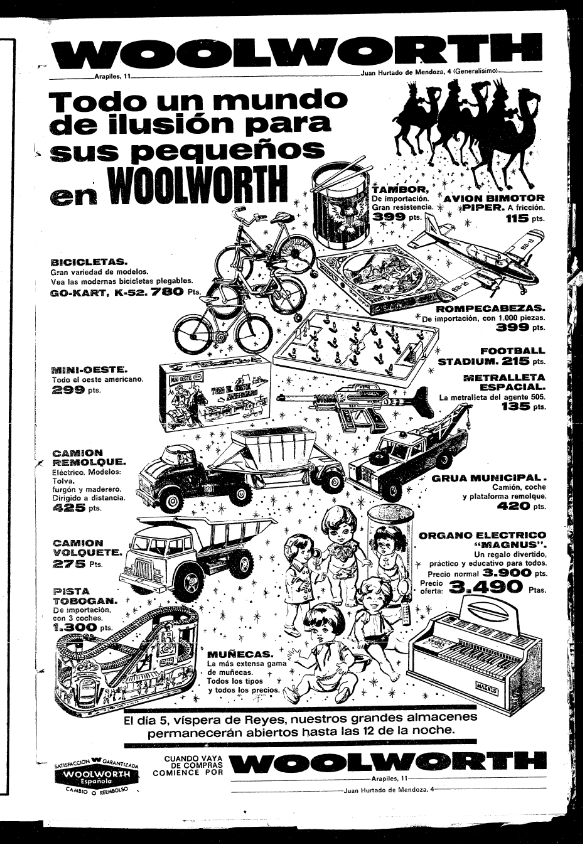 WOOLWORTH
Arapiles, 11
Juan Hurtado de Mendoza, 4 (Generalísimo)
Todo un mundo
de ilusión para
sus pequeños
en WOOLWORTH
TAMBOR,
De importación.
Gran resistencia.
399 pts.
AVION BIMOTOR
PIPER. A fricción.
115 pts.
BICICLETAS.
Gran variedad de modelos.
Vea las modernas bicicletas plegables.
GO-KART, K-52. 780 Pts.
ROMPECABEZAS.
De importación, con 1.000 piezas.
399 pts.
FOOTBALL
STADIUM. 215 pts.
MINI-OESTE.
Todo el oeste americano.
299 pts.
METRALLETA
ESPACIAL.
La metralleta del agente 505.
135 pts.
CAMION
REMOLQUE.
Eléctrico. Modelos:
Tolva,
furgón y maderero.
Dirigido a distancia.
425 pts.
GRUA MUNICIPAL.
Camión, coche
y plataforma remolque.
420 pts.
CAMION
VOLQUETE.
275 Pts.
ORGANO ELECTRICO
"MAGNUS".
Un regalo divertido,
práctico y educativo para todos.
Precio normal 3.900 pts.
Precio
oferta: 3.490 Ptas.
PISTA
TOBOGAN.
De importación,
con 3 coches.
1.300 pts.
MUÑECAS.
La más extensa gama
de muñecas.
Todos los tipos
y todos los precios.
MAGNUS
El día 5, víspera de Reyes, nuestros grandes almacenes
permanecerán abiertos hasta las 12 de la noche.
SATISFACCION W GARANTIZADA
WOOLWORTH
Española
CAMBIO O REEMBOLSO
CUANDO VAYA
DE COMPRAS
COMIENCE POR
WOOLWORTH
Arapiles, 11
Juan Hurtado de Mendoza, 4